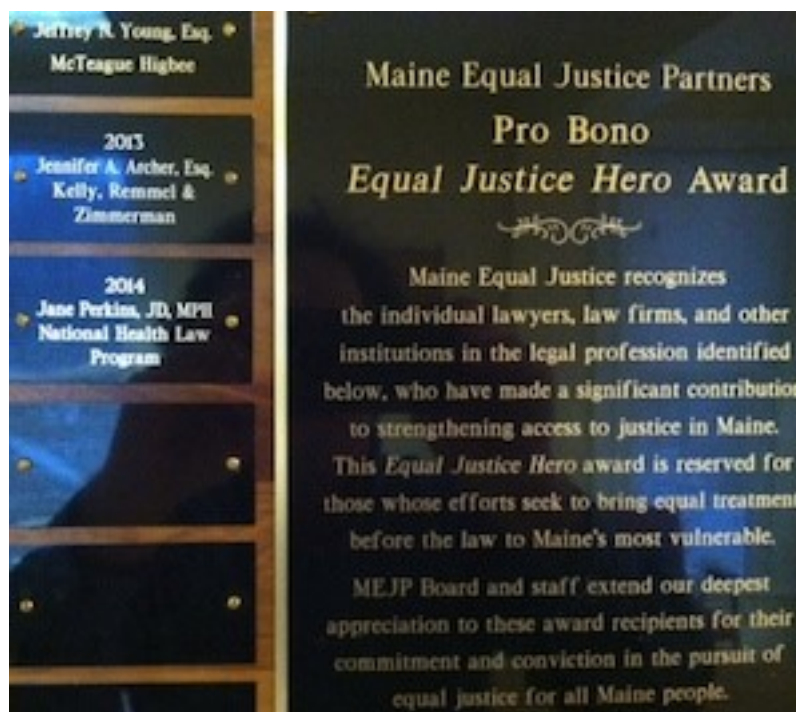 Jeffrey N. Young, Esq.
McTeague Higbee
2013
Jennifer A. Archer, Esq.
Kelly, Remmel &
Zimmerman
2014
Jane Perkins, JD, MPH
National Health Law
Program
Maine Equal Justice Partners
Pro Bono
Equal Justice Hero Award
Maine Equal Justice recognizes
the individual lawyers, law firms, and other
institutions in the legal profession identified
below, who have made a significant contribution
to strengthening access to justice in Maine.
This Equal Justice Hero award is reserved for
those whose efforts seek to bring equal treatment
before the law to Maine's most vulnerable.
MEJP Board and staff extend our deepest
appreciation to these award recipients for their
commitment and conviction in the pursuit of
equal justice for all Maine people.